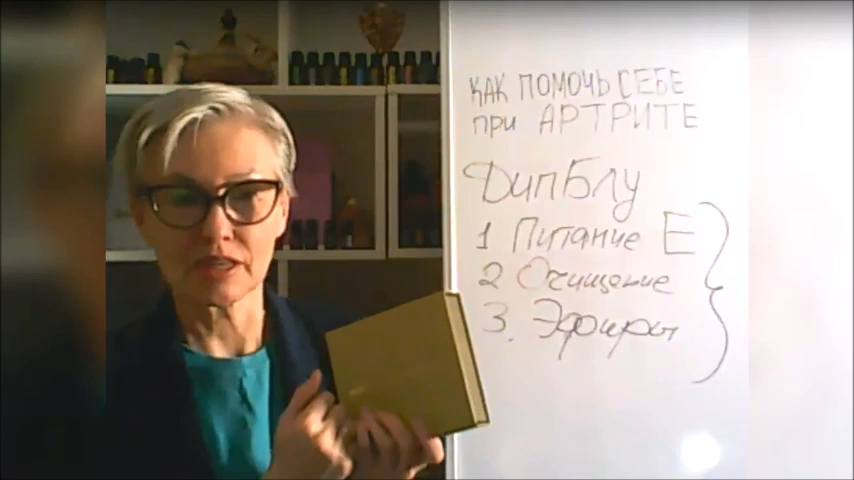 КАК ПОМОЧЬ СЕБЕ
при АРТРИТЕ
ДипБлу
1 Питание Е
2 Очищение
3. Эфиры